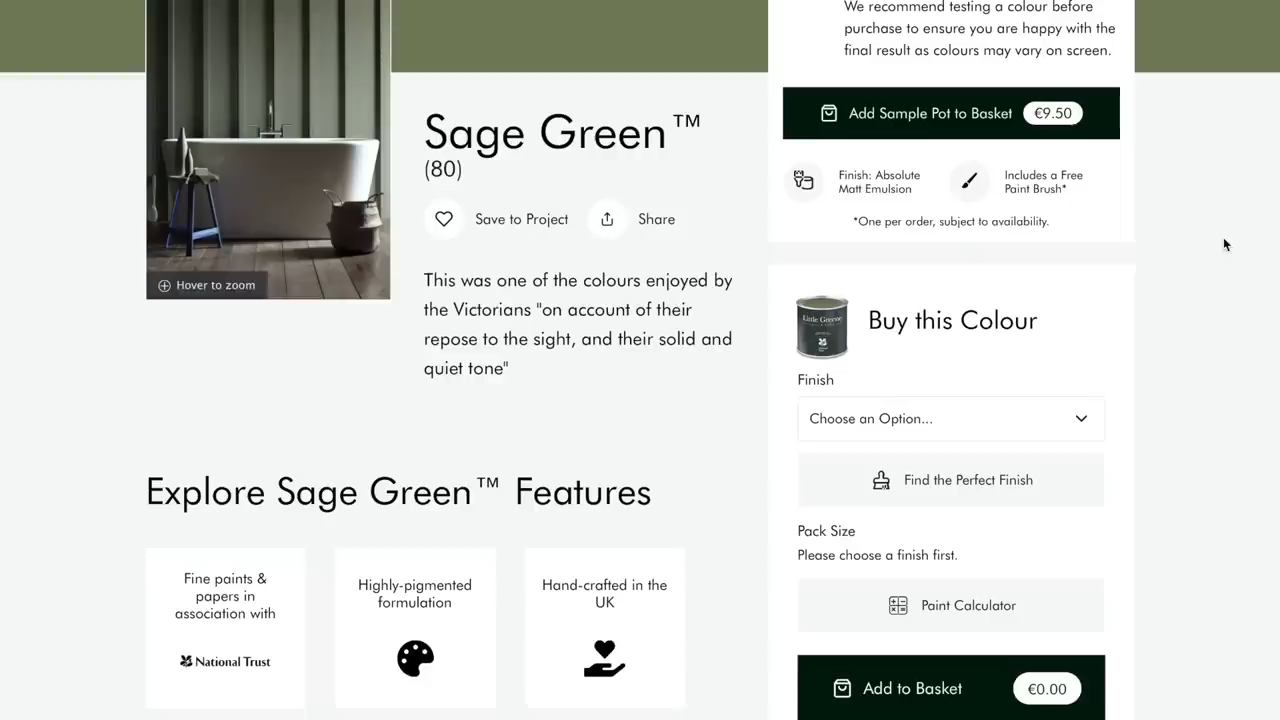 We recommend testing a colour before
purchase to ensure you are happy with the
final result as colours may vary on screen.
Add Sample Pot to Basket €9.50
Finish: Absolute
Matt Emulsion
Includes a Free
Paint Brush*
*One per order, subject to availability.
Hover to zoom
Sage Green™
(80)
Save to Project
Share
This was one of the colours enjoyed by
the Victorians "on account of their
repose to the sight, and their solid and
quiet tone"
Explore Sage Green™ Features
Fine paints &
papers in
association with
National Trust
Highly-pigmented
formulation
Hand-crafted in the
UK
Little Greene
Buy this Colour
Finish
Choose an Option...
Find the Perfect Finish
Pack Size
Please choose a finish first.
Paint Calculator
Add to Basket €0.00